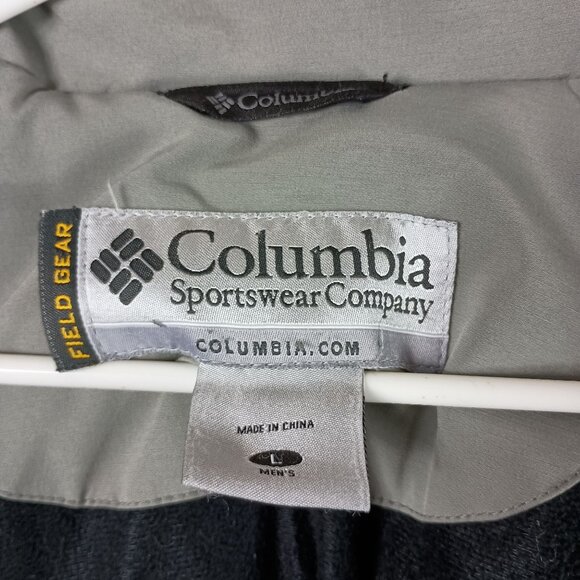 Columbia
FIELD GEAR
Columbia
Sportswear Company
COLUMBIA.COM
MADE IN CHINA
L
MEN'S